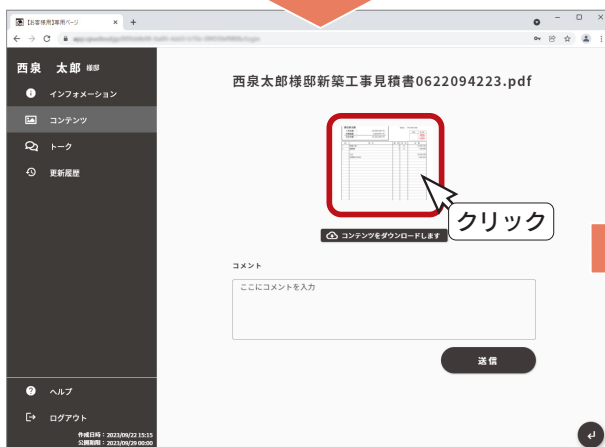 [お客様用]専用ページ
西泉 太郎 様邸
インフォメーション
コンテンツ
トーク
更新履歴
西泉太郎様邸新築工事見積書0622094223.pdf
クリック
コンテンツをダウンロードします
コメント
ここにコメントを入力
送信
ヘルプ
ログアウト
作成日時：2023/09/22 15:15
公開期限：2023/09/29 00:00